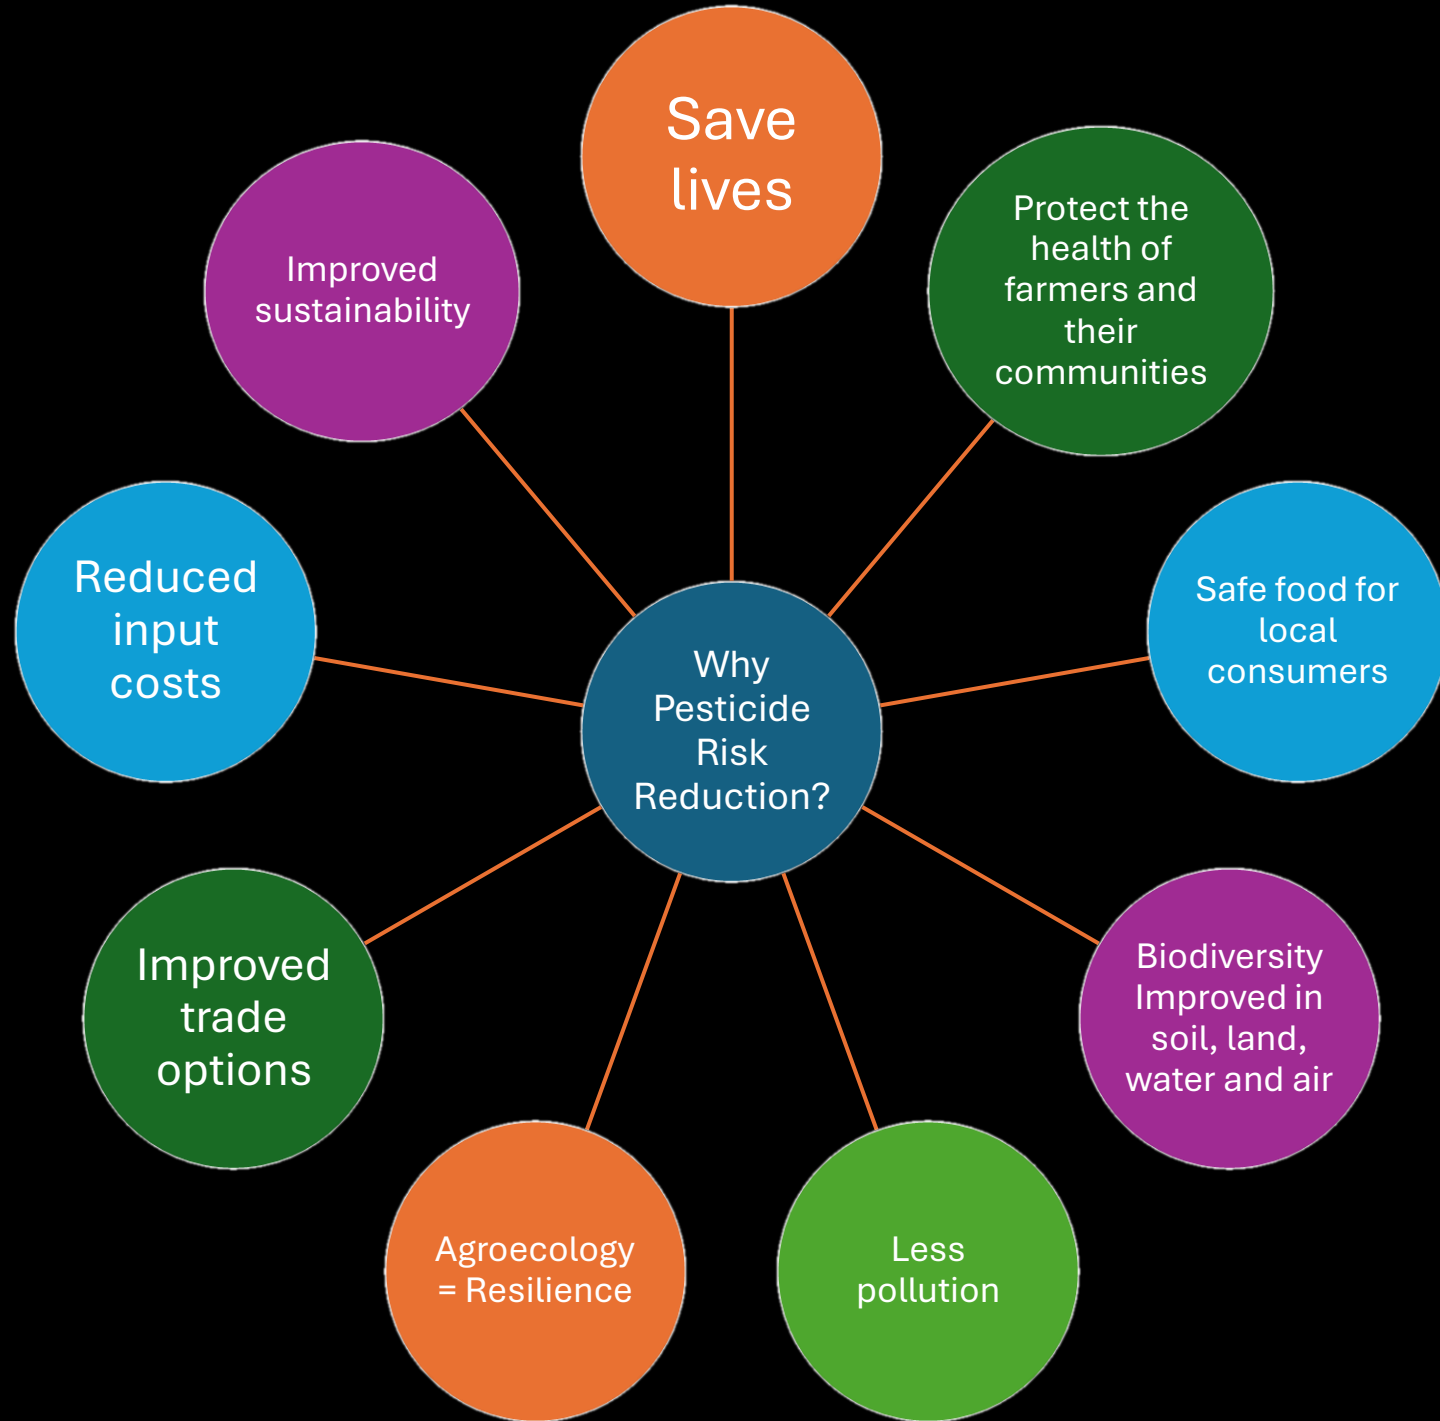 Save
lives
Protect the
health of
farmers and
their
communities
Safe food for
local
consumers
Biodiversity
Improved in
soil, land,
water and air
Less
pollution
Agroecology
= Resilience
Improved
trade
options
Reduced
input
costs
Improved
sustainability
Why
Pesticide
Risk
Reduction?